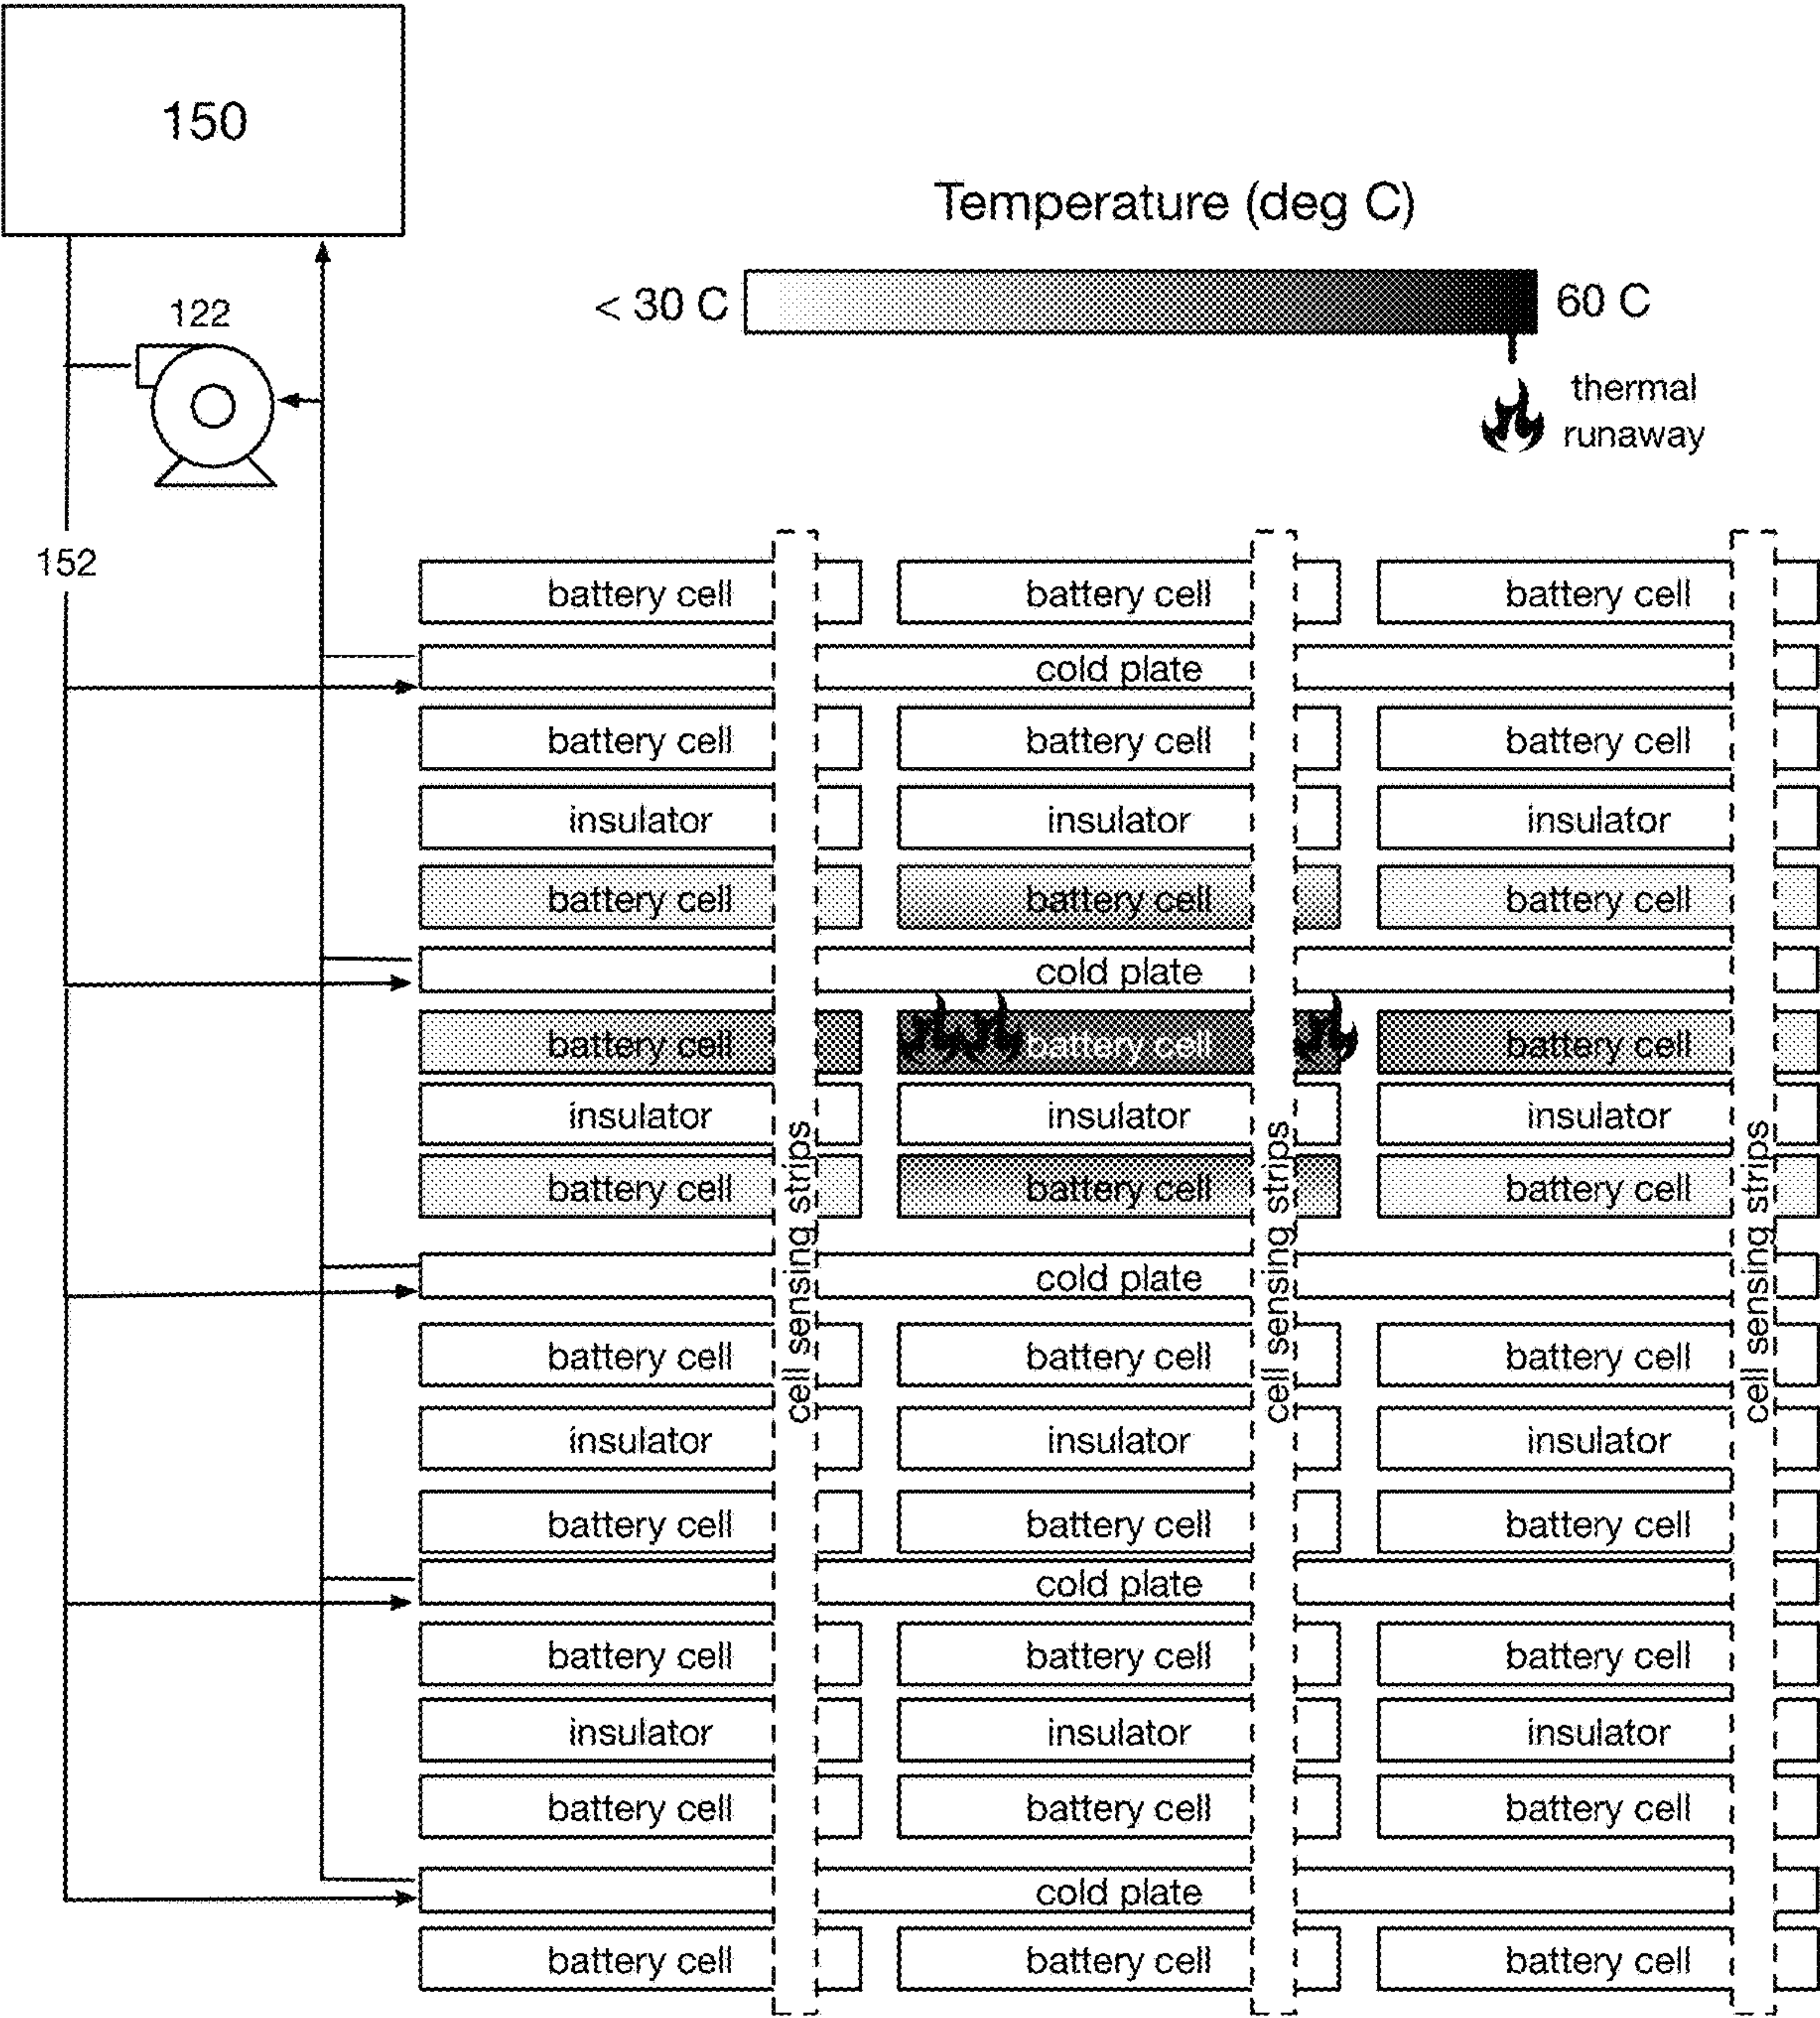 150
Temperature (deg C)
< 30 C
60 C
122
thermal
runaway
152
battery cell battery cell battery cell
cold plate
battery cell battery cell battery cell
insulator insulator insulator
battery cell battery cell battery cell
cold plate
battery cell battery cell battery cell
insulator insulator insulator
battery cell battery cell battery cell
cold plate
battery cell battery cell battery cell
insulator insulator insulator
battery cell battery cell battery cell
cold plate
battery cell battery cell battery cell
insulator insulator insulator
battery cell battery cell battery cell
cold plate
battery cell battery cell battery cell
cell sensing strips
cell sensing strips
cell sensing strips